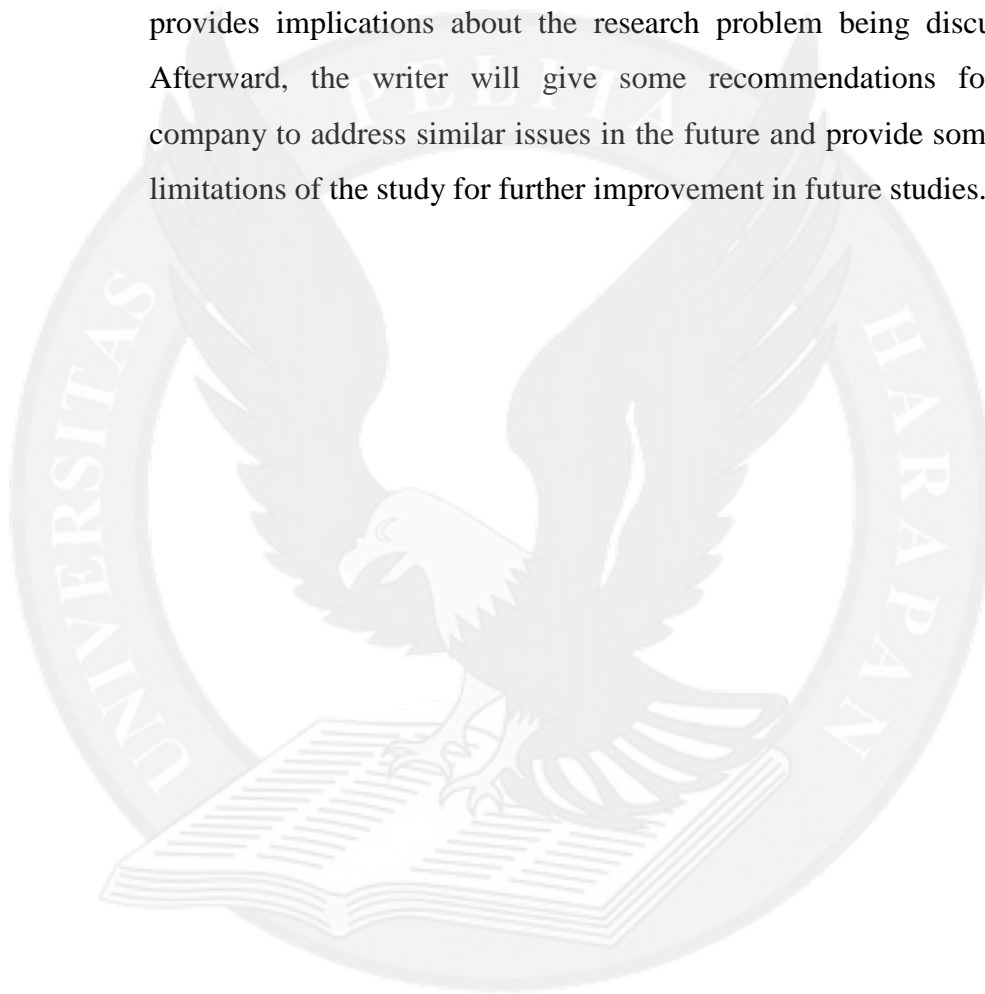 provides implications about the research problem being discu
Afterward, the writer will give some recommendations fo
company to address similar issues in the future and provide som
limitations of the study for further improvement in future studies.
PELITA
UNIVERSITAS
HARAPAN